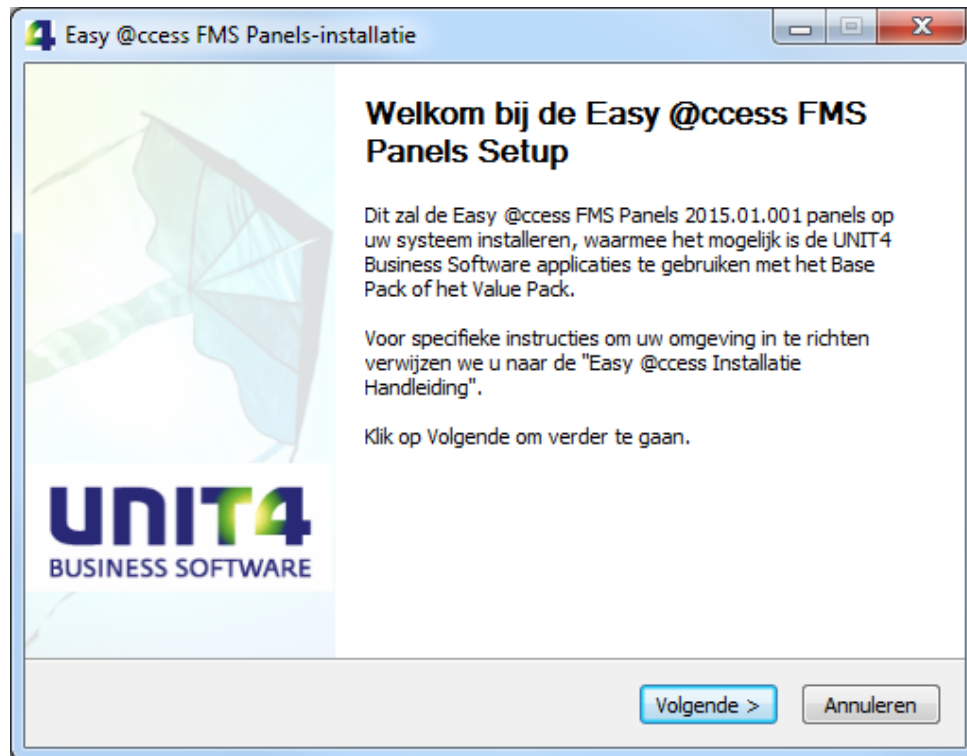 Easy @ccess FMS Panels-installatie
Welkom bij de Easy @ccess FMS
Panels Setup
Dit zal de Easy @ccess FMS Panels 2015.01.001 panels op
uw systeem installeren, waarmee het mogelijk is de UNIT4
Business Software applicaties te gebruiken met het Base
Pack of het Value Pack.
Voor specifieke instructies om uw omgeving in te richten
verwijzen we u naar de "Easy @ccess Installatie
Handleiding".
Klik op Volgende om verder te gaan.
UNIT4
BUSINESS SOFTWARE
Volgende >
Annuleren